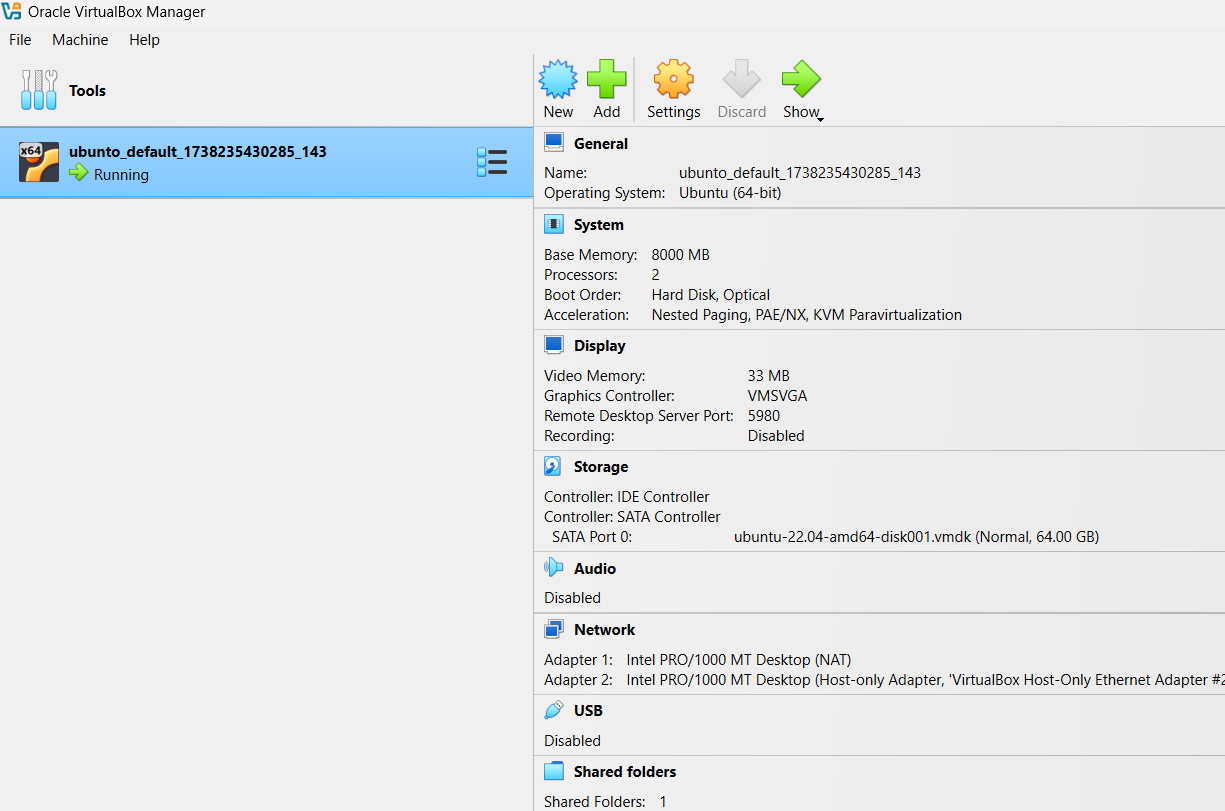 Oracle VirtualBox Manager
File Machine Help
Tools
New Add Settings Discard Show
x64
ubunto_default_1738235430285_143
Running
General
Name: ubunto_default_1738235430285_143
Operating System: Ubuntu (64-bit)
System
Base Memory: 8000 MB
Processors: 2
Boot Order: Hard Disk, Optical
Acceleration: Nested Paging, PAE/NX, KVM Paravirtualization
Display
Video Memory: 33 MB
Graphics Controller: VMSVGA
Remote Desktop Server Port: 5980
Recording: Disabled
Storage
Controller: IDE Controller
Controller: SATA Controller
SATA Port 0: ubuntu-22.04-amd64-disk001.vmdk (Normal, 64.00 GB)
Audio
Disabled
Network
Adapter 1: Intel PRO/1000 MT Desktop (NAT)
Adapter 2: Intel PRO/1000 MT Desktop (Host-only Adapter, 'VirtualBox Host-Only Ethernet Adapter #2
USB
Disabled
Shared folders
Shared Folders: 1